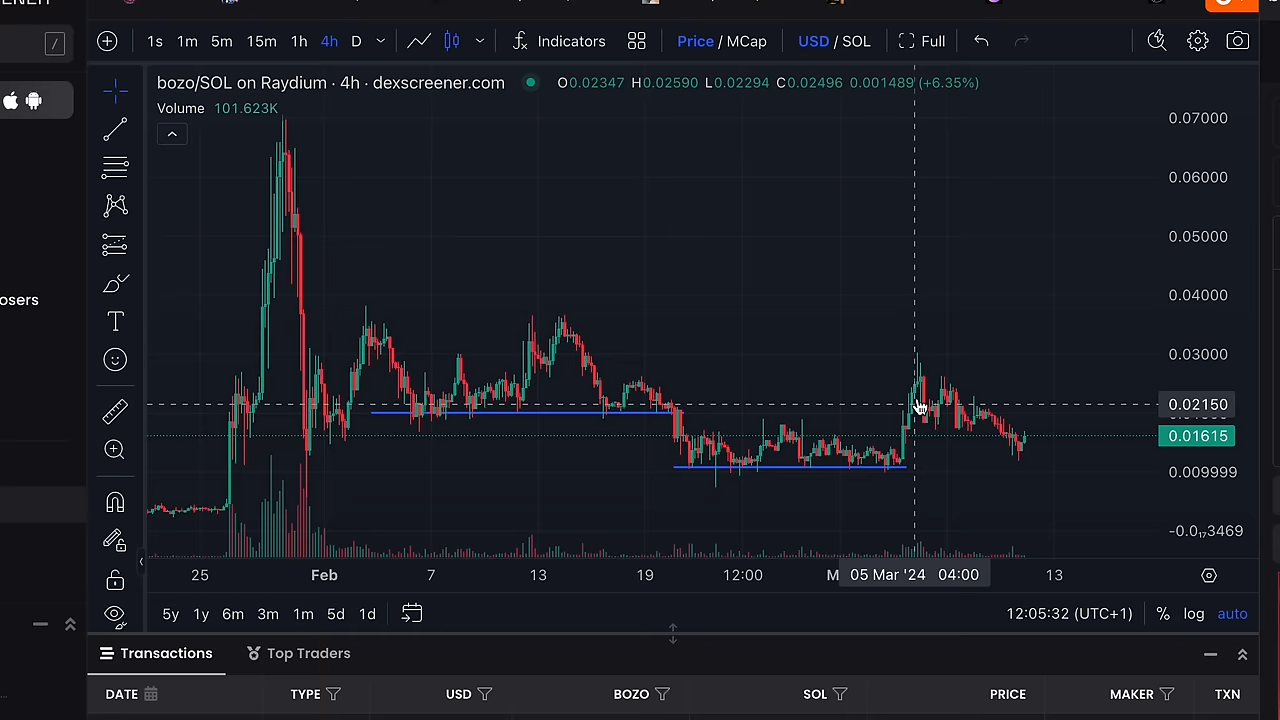 /
1s 1m 5m 15m 1h 4h D Indicators Price / MCap USD / SOL Full
bozo/SOL on Raydium · 4h · dexscreener.com O0.02347 H0.02590 L0.02294 C0.02496 0.001489 (+6.35%)
Volume 101.623K
0.07000
0.06000
0.05000
0.04000
0.03000
0.02150
0.01615
0.009999
-0.0₁₇3469
osers
25 Feb 7 13 19 12:00 M 05 Mar '24 04:00 13
5y 1y 6m 3m 1m 5d 1d 12:05:32 (UTC+1) % log auto
Transactions Top Traders
DATE TYPE USD BOZO SOL PRICE MAKER TXN